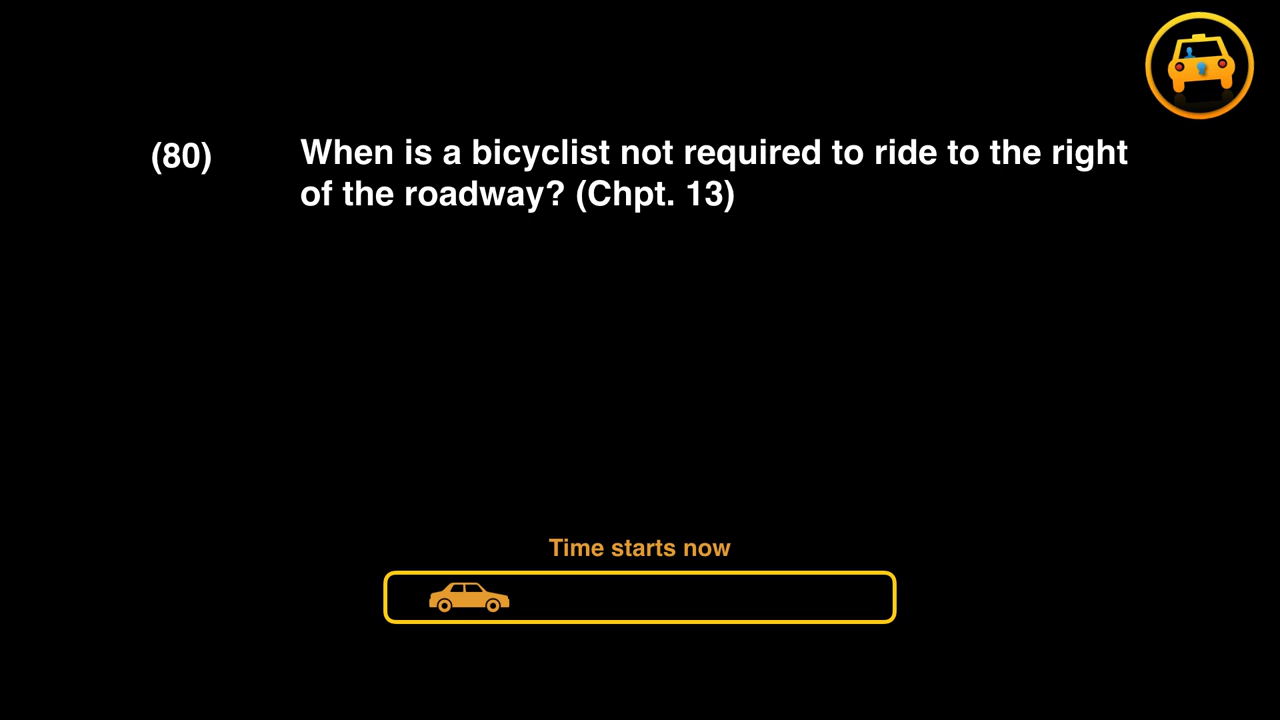 (80) When is a bicyclist not required to ride to the right
of the roadway? (Chpt. 13)
Time starts now